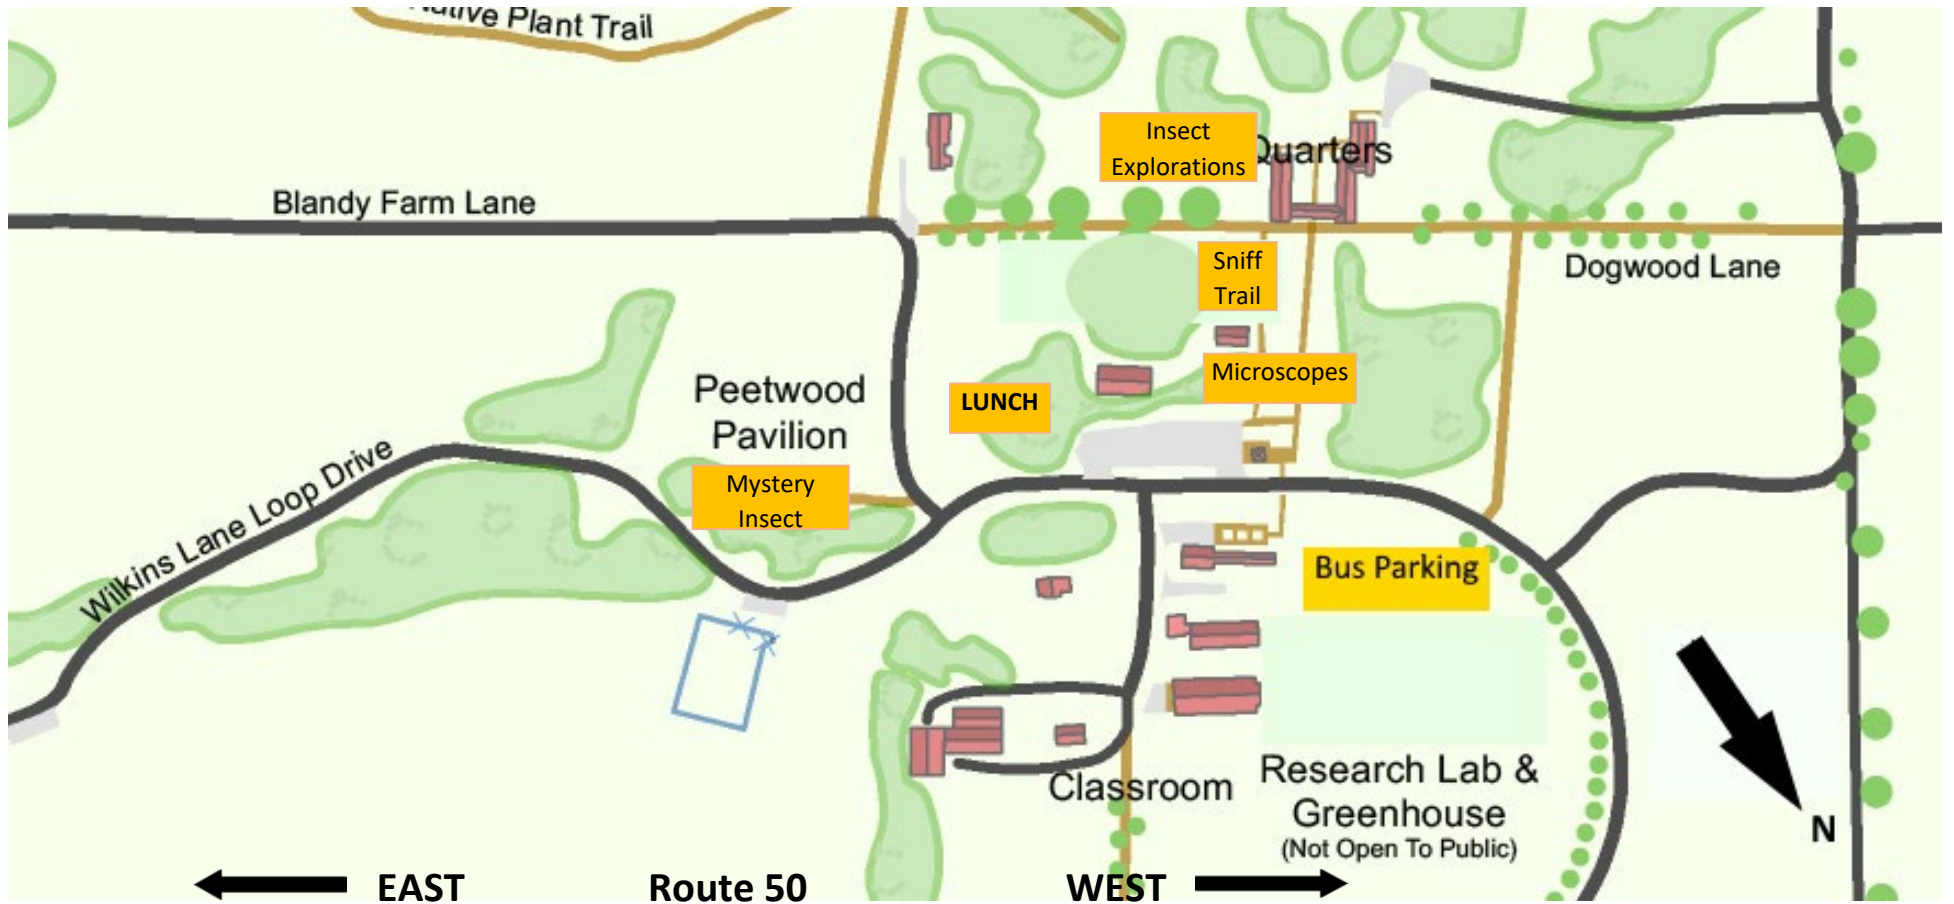 Native Plant Trail
Insect
Explorations
Quarters
Blandy Farm Lane
Sniff
Trail
Dogwood Lane
Peetwood
Pavilion
LUNCH
Microscopes
Mystery
Insect
Wilkins Lane Loop Drive
Bus Parking
Classroom
Research Lab &
Greenhouse
(Not Open To Public)
N
EAST
Route 50
WEST